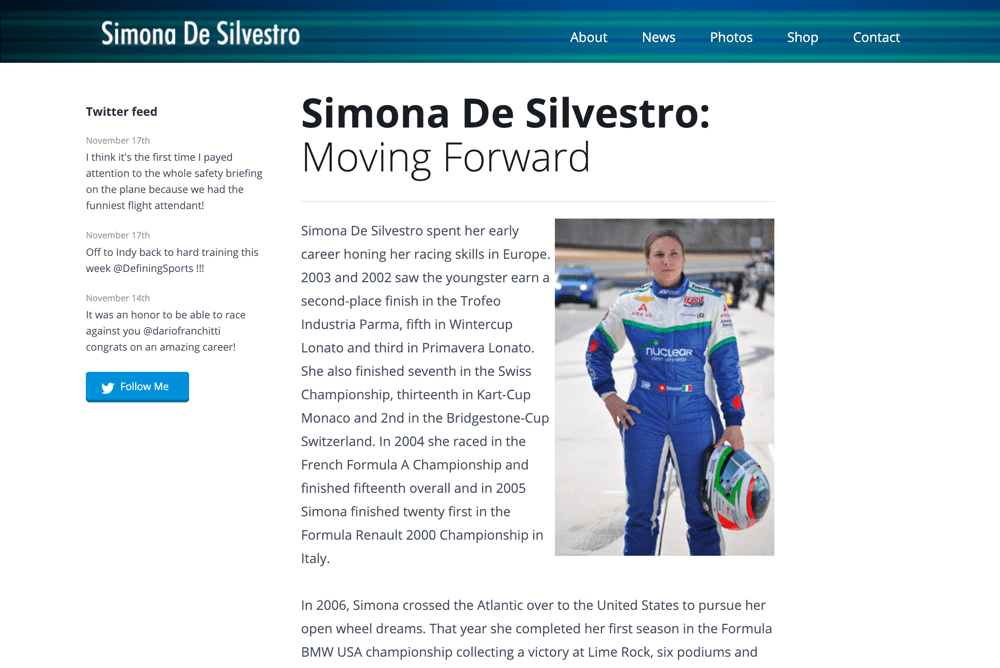 Simona De Silvestro
About News Photos Shop Contact
Twitter feed
November 17th
I think it's the first time I payed
attention to the whole safety briefing
on the plane because we had the
funniest flight attendant!
November 17th
Off to Indy back to hard training this
week @DefiningSports !!!
November 14th
It was an honor to be able to race
against you @dariofranchitti
congrats on an amazing career!
Follow Me
Simona De Silvestro:
Moving Forward
Simona De Silvestro spent her early
career honing her racing skills in Europe.
2003 and 2002 saw the youngster earn a
second-place finish in the Trofeo
Industria Parma, fifth in Wintercup
Lonato and third in Primavera Lonato.
She also finished seventh in the Swiss
Championship, thirteenth in Kart-Cup
Monaco and 2nd in the Bridgestone-Cup
Switzerland. In 2004 she raced in the
French Formula A Championship and
finished fifteenth overall and in 2005
Simona finished twenty first in the
Formula Renault 2000 Championship in
Italy.
AREVA
nuclear
Simona
In 2006, Simona crossed the Atlantic over to the United States to pursue her
open wheel dreams. That year she completed her first season in the Formula
BMW USA championship collecting a victory at Lime Rock, six podiums and